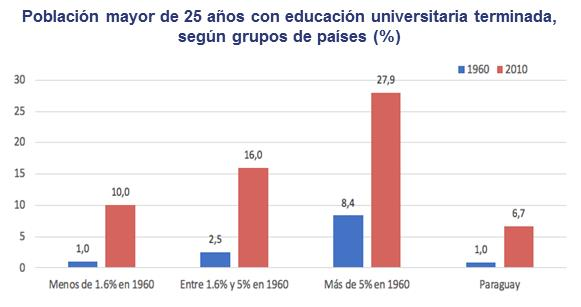 Población mayor de 25 años con educación universitaria terminada,
según grupos de países (%)
1960 2010
30
25
20
15
10
5
0
1,0
10,0
2,5
16,0
8,4
27,9
1,0
6,7
Menos de 1.6% en 1960
Entre 1.6% y 5% en 1960
Más de 5% en 1960
Paraguay